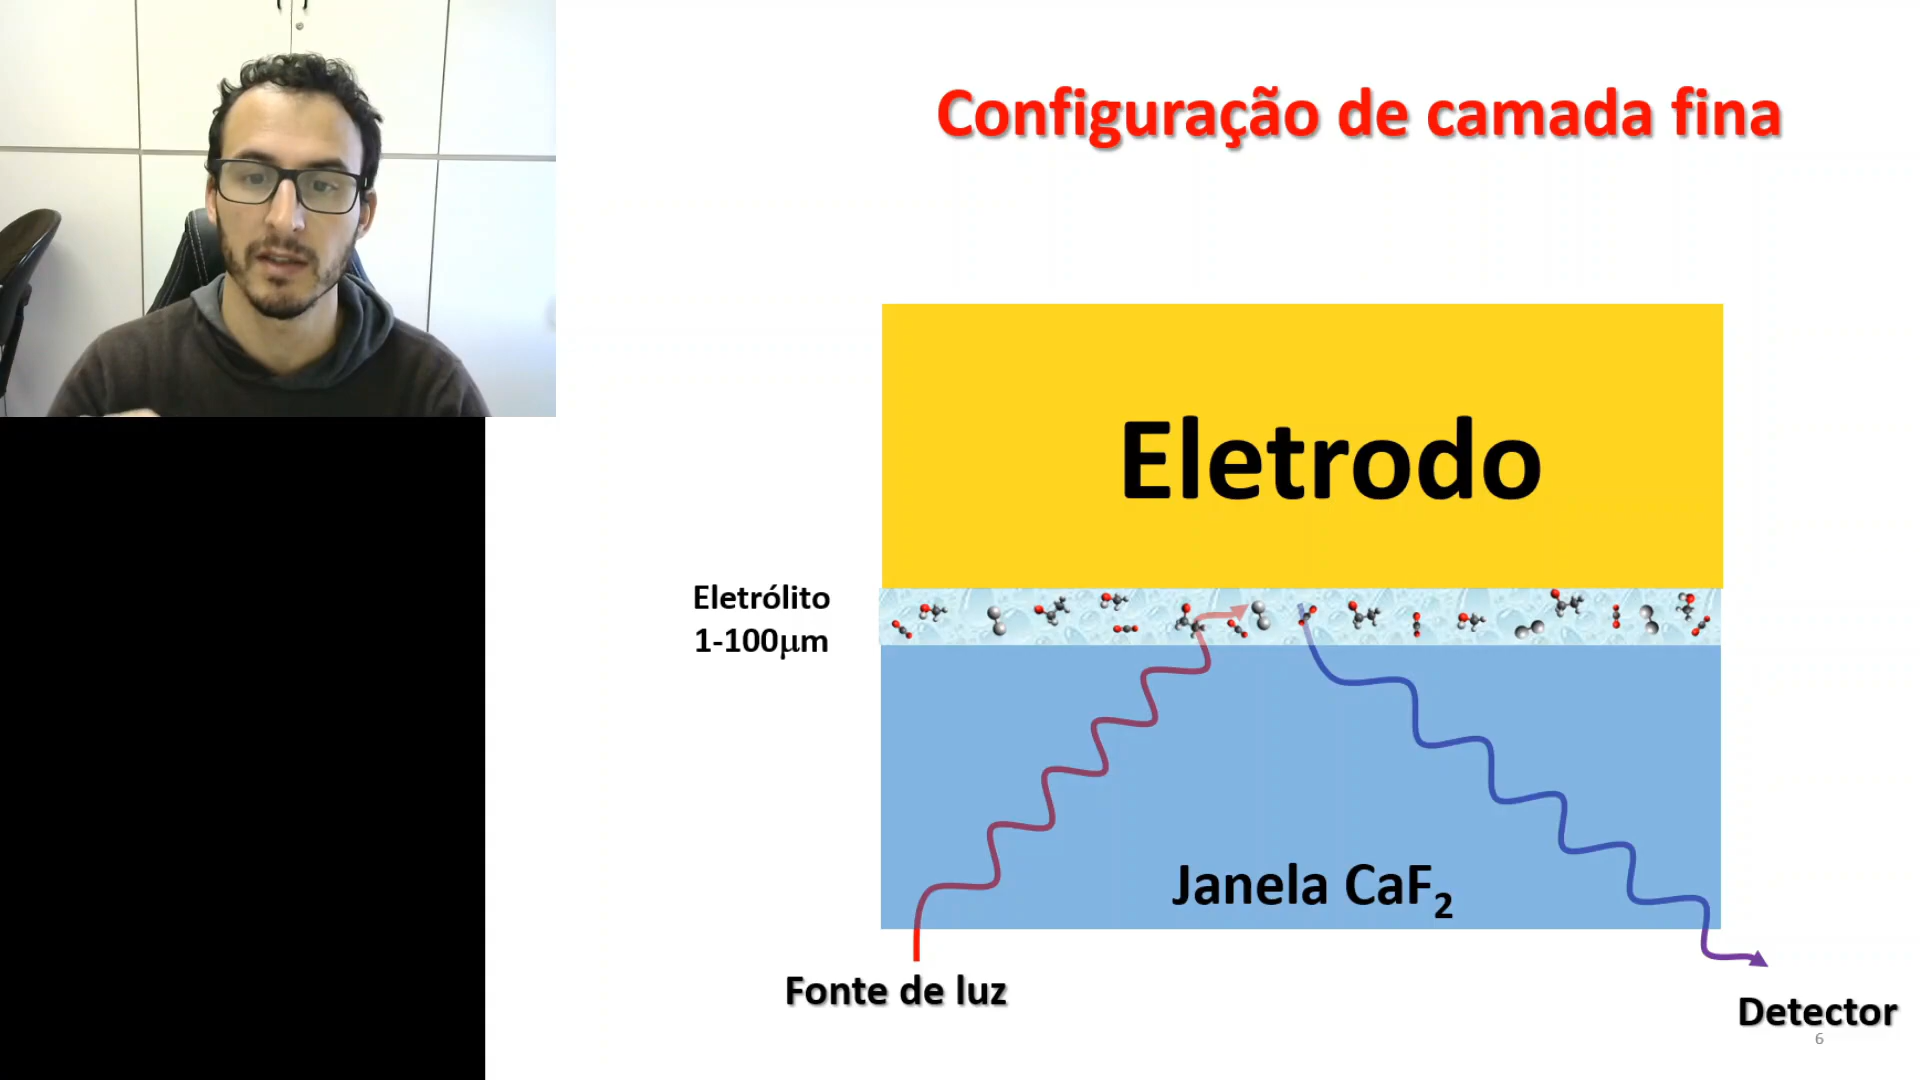 Configuração de camada fina
Eletrodo
Eletrólito
1-100μm
Janela CaF₂
Fonte de luz
Detector
6